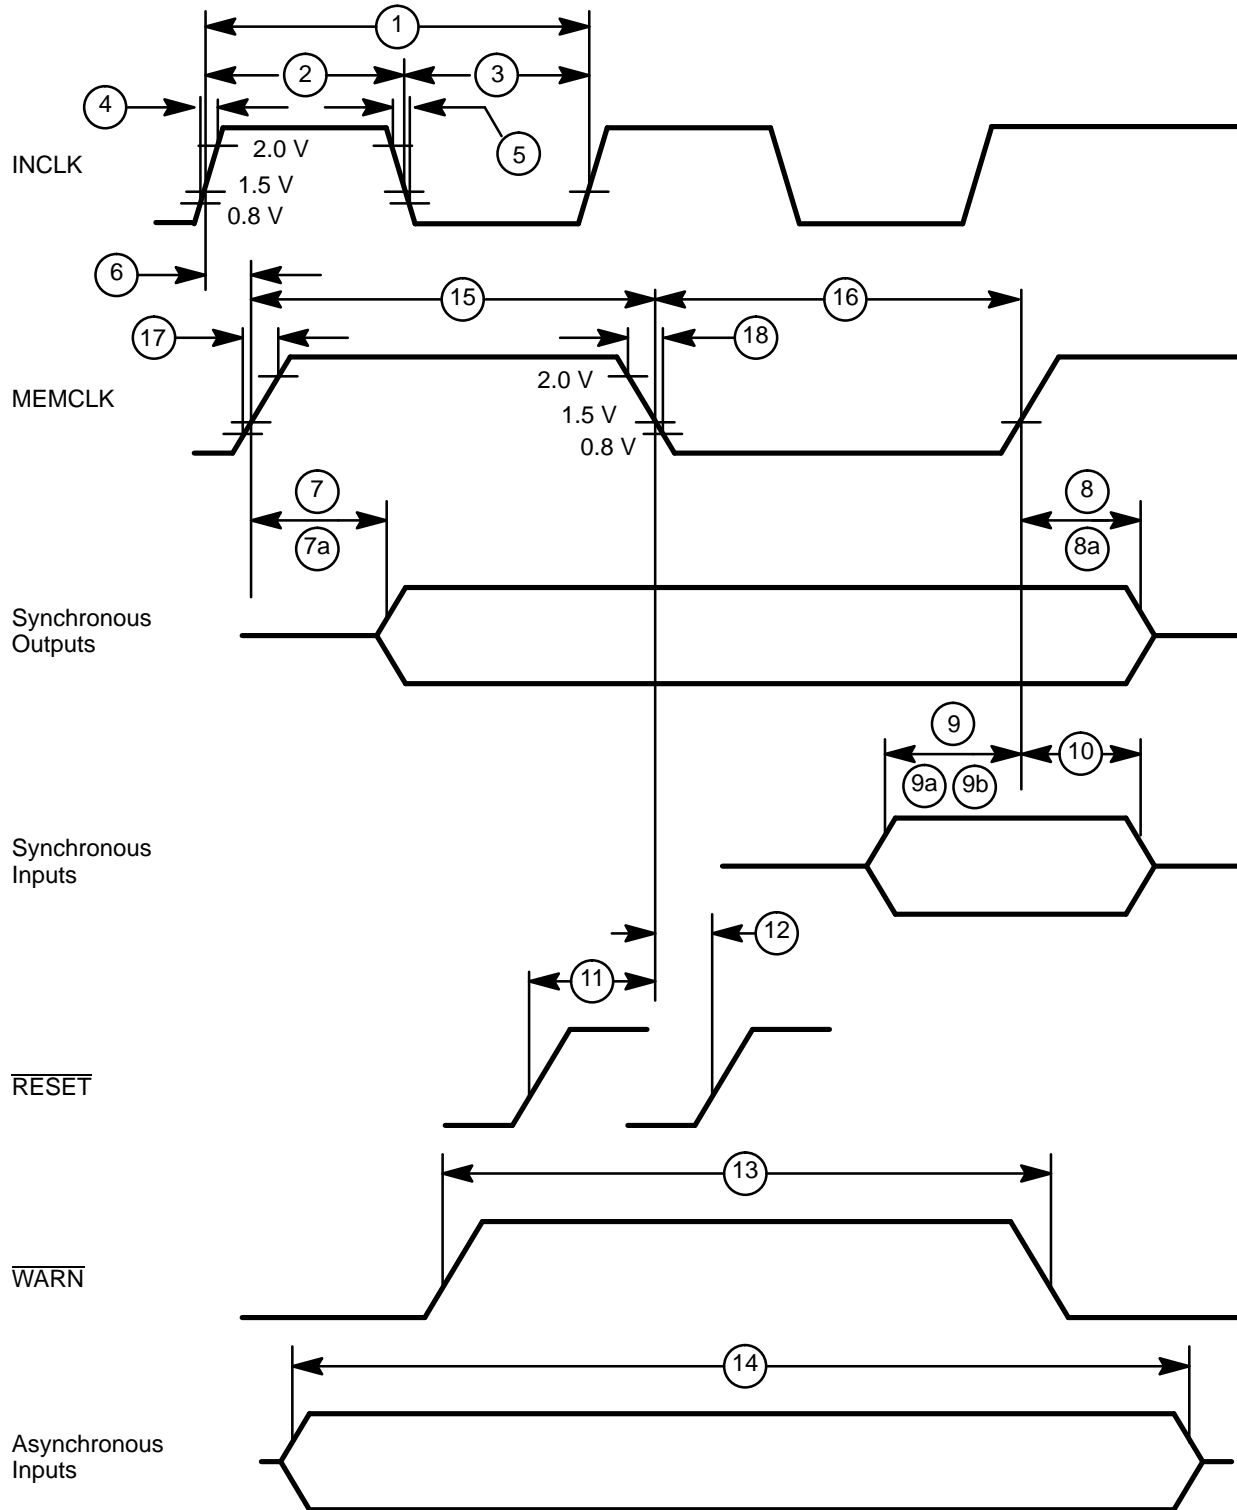 1
2
3
4
5
INCLK
2.0 V
1.5 V
0.8 V
6
15
16
17
18
MEMCLK
2.0 V
1.5 V
0.8 V
7
7a
8
8a
Synchronous
Outputs
9
9a
9b
10
Synchronous
Inputs
12
11
RESET
13
WARN
14
Asynchronous
Inputs